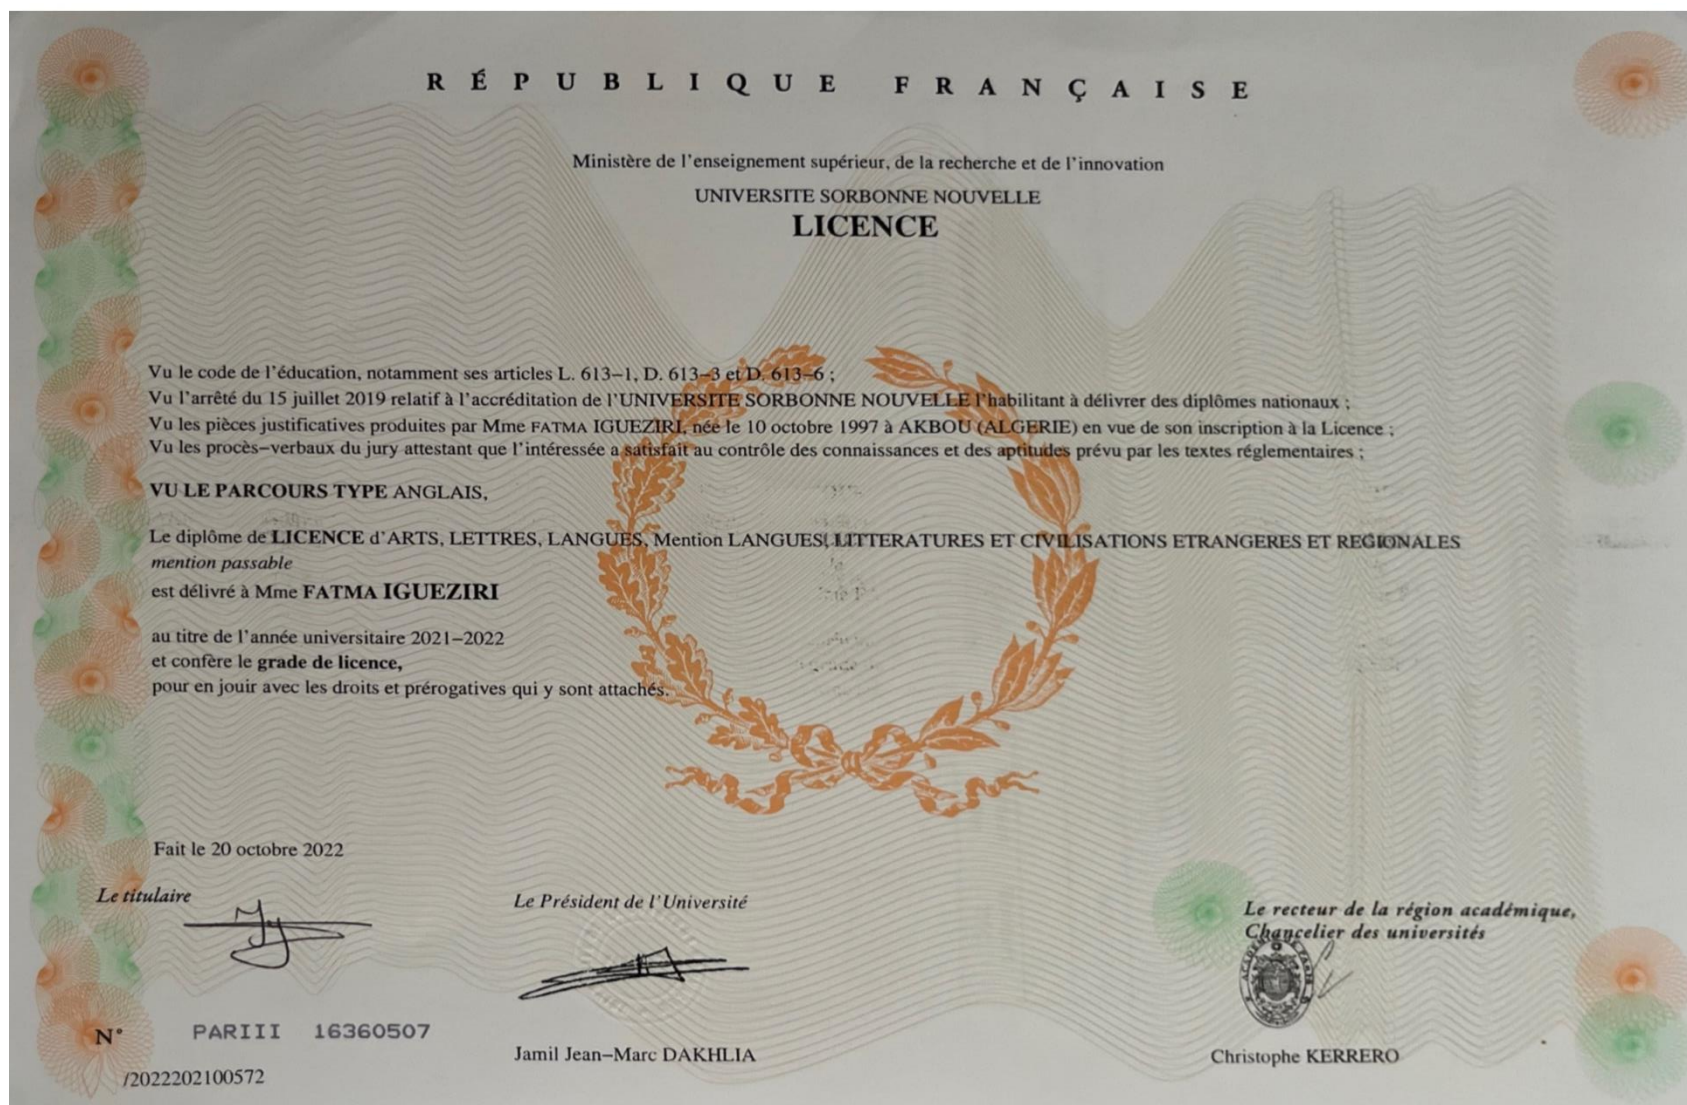 RÉPUBLIQUE FRANÇAISE
Ministère de l'enseignement supérieur, de la recherche et de l'innovation
UNIVERSITE SORBONNE NOUVELLE
LICENCE
Vu le code de l'éducation, notamment ses articles L. 613-1, D. 613-3 et D. 613-6 ;
Vu l'arrêté du 15 juillet 2019 relatif à l'accréditation de l'UNIVERSITE SORBONNE NOUVELLE l'habilitant à délivrer des diplômes nationaux ;
Vu les pièces justificatives produites par Mme FATMA IGUEZIRI, née le 10 octobre 1997 à AKBOU (ALGERIE) en vue de son inscription à la Licence ;
Vu les procès-verbaux du jury attestant que l'intéressée a satisfait au contrôle des connaissances et des aptitudes prévu par les textes réglementaires ;
VU LE PARCOURS TYPE ANGLAIS,
Le diplôme de LICENCE d'ARTS, LETTRES, LANGUES, Mention LANGUES, LITTERATURES ET CIVILISATIONS ETRANGERES ET REGIONALES
mention passable
est délivré à Mme FATMA IGUEZIRI
au titre de l'année universitaire 2021-2022
et confère le grade de licence,
pour en jouir avec les droits et prérogatives qui y sont attachés.
Fait le 20 octobre 2022
Le titulaire
Le Président de l'Université
Le recteur de la région académique,
Chancelier des universités
ACADEMIE DE PARIS
N° PARIII 16360507
Jamil Jean-Marc DAKHLIA
Christophe KERRERO
/2022202100572